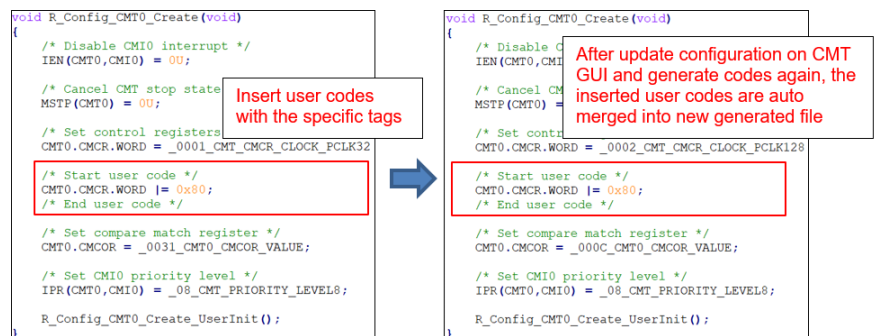 void R_Config_CMT0_Create(void)
{
/* Disable CMI0 interrupt */
IEN(CMT0,CMI0) = 0U;
/* Cancel CMT stop state
MSTP(CMT0) = 0U;
/* Set control registers
CMT0.CMCR.WORD = _0001_CMT_CMCR_CLOCK_PCLK32
/* Start user code */
CMT0.CMCR.WORD |= 0x80;
/* End user code */
/* Set compare match register */
CMT0.CMCOR = _0031_CMT0_CMCOR_VALUE;
/* Set CMI0 priority level */
IPR(CMT0,CMI0) = _08_CMT_PRIORITY_LEVEL8;
R_Config_CMT0_Create_UserInit();
}
Insert user codes
with the specific tags
void R_Config_CMT0_Create(void)
{
/* Disable C
IEN(CMT0,CMI
/* Cancel CM
MSTP(CMT0) =
/* Set contr
CMT0.CMCR.WORD = _0002_CMT_CMCR_CLOCK_PCLK128
/* Start user code */
CMT0.CMCR.WORD |= 0x80;
/* End user code */
/* Set compare match register */
CMT0.CMCOR = _000C_CMT0_CMCOR_VALUE;
/* Set CMI0 priority level */
IPR(CMT0,CMI0) = _08_CMT_PRIORITY_LEVEL8;
R_Config_CMT0_Create_UserInit();
}
After update configuration on CMT
GUI and generate codes again, the
inserted user codes are auto
merged into new generated file